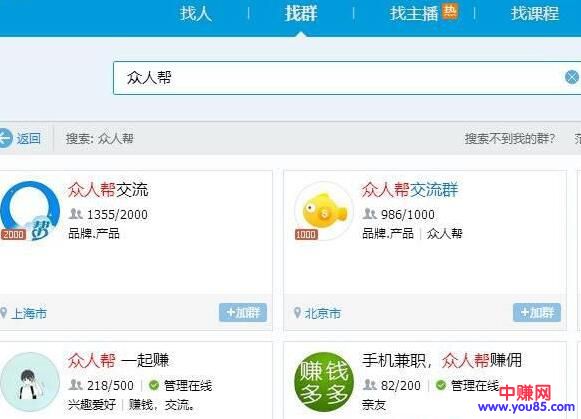 找人 找群 找主播 热 找课程
众人帮
返回 搜索: 众人帮 搜索不到我的群?
众人帮交流
1355/2000
品牌.产品
2000
帮
上海市 +加群
众人帮交流群
986/1000
品牌.产品 | 众人帮
1000
北京市 +加群
众人帮 一起赚
218/500 管理在线
兴趣爱好 | 赚钱,交流。
赚钱
多多
手机兼职,众人帮赚佣
82/200 管理在线
亲友
中赚网
www.you85.com